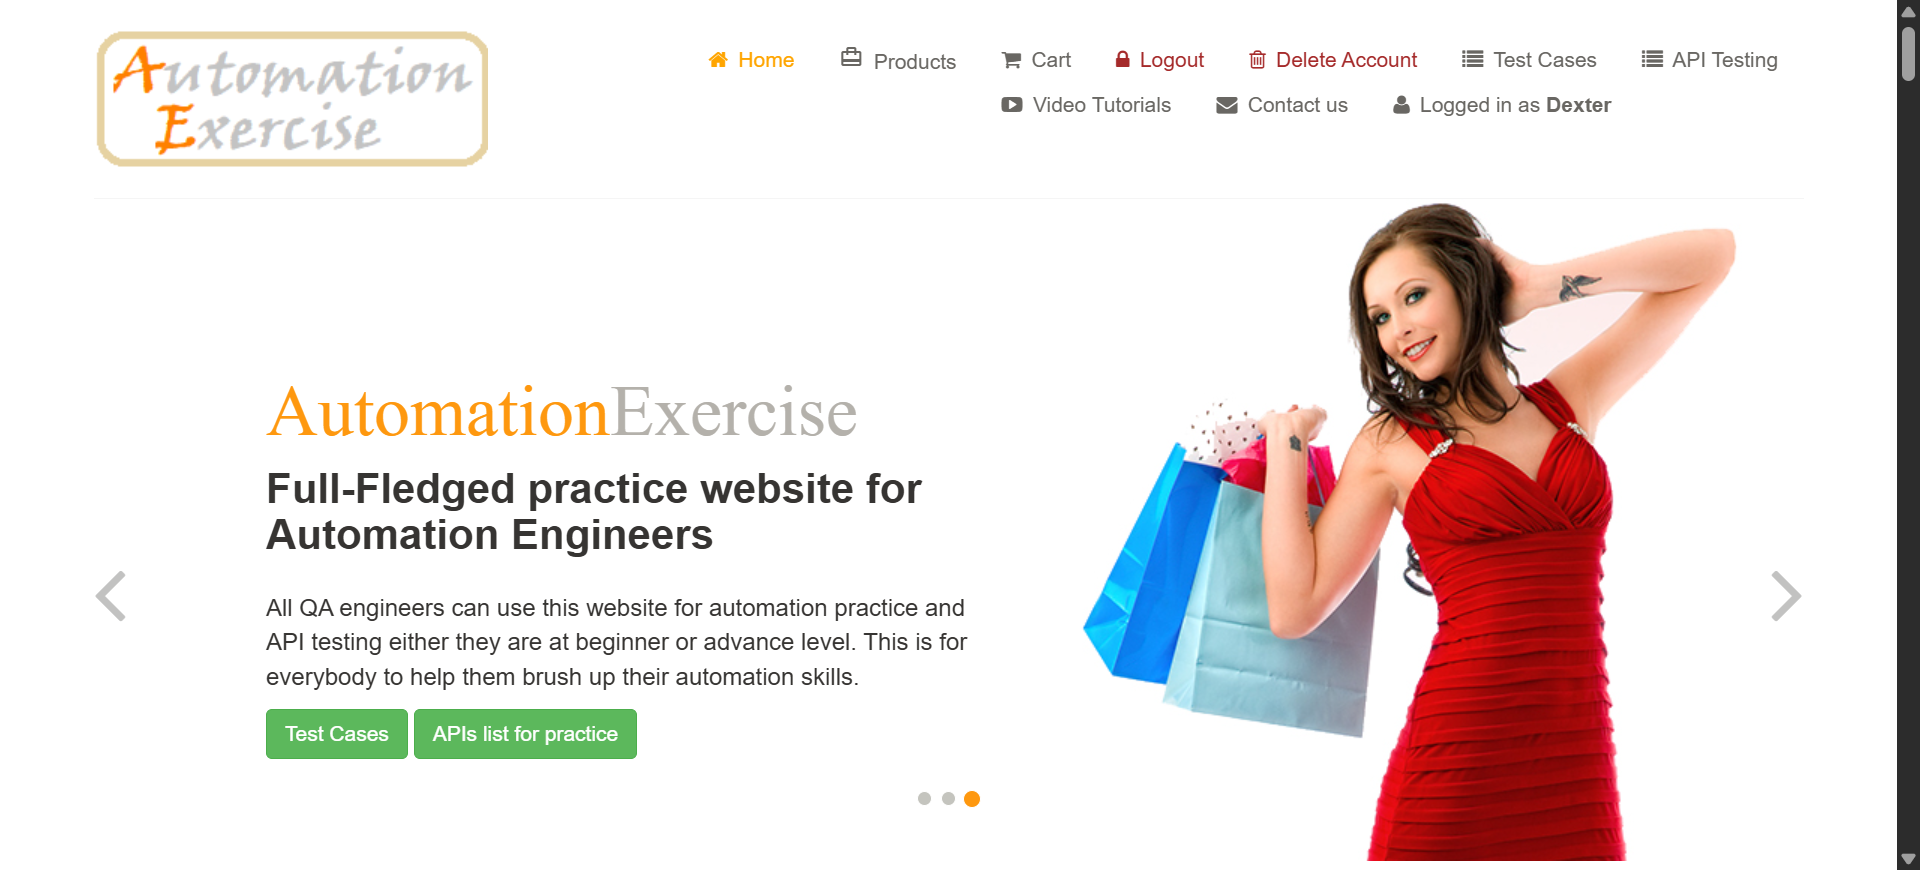 Automation
Exercise
Home Products Cart Logout Delete Account Test Cases API Testing
Video Tutorials Contact us Logged in as Dexter
AutomationExercise
Full-Fledged practice website for
Automation Engineers
All QA engineers can use this website for automation practice and
API testing either they are at beginner or advance level. This is for
everybody to help them brush up their automation skills.
Test Cases APIs list for practice